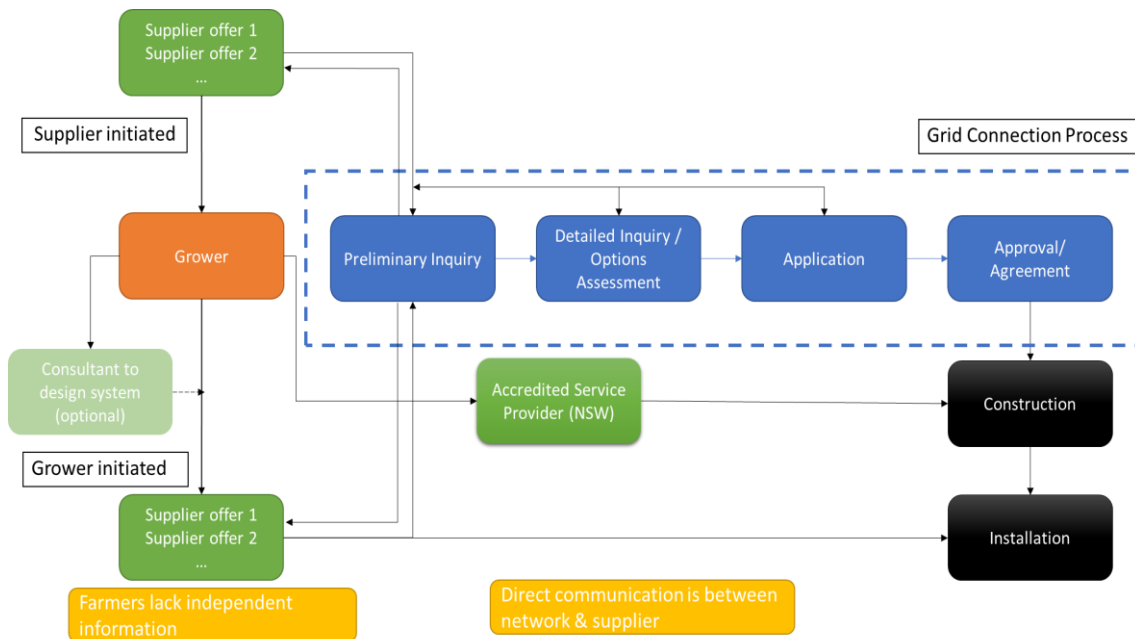 Supplier offer 1
Supplier offer 2
...
Supplier initiated
Grid Connection Process
Grower
Preliminary Inquiry
Detailed Inquiry /
Options
Assessment
Application
Approval/
Agreement
Consultant to
design system
(optional)
Accredited Service
Provider (NSW)
Construction
Grower initiated
Supplier offer 1
Supplier offer 2
...
Installation
Farmers lack independent
information
Direct communication is between
network & supplier